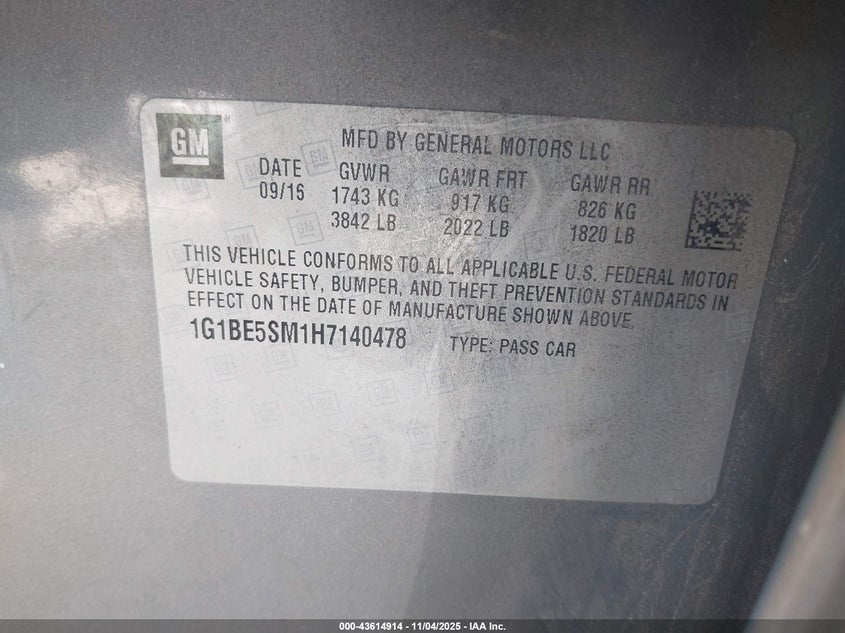 GM
MFD BY GENERAL MOTORS LLC
DATE GVWR GAWR FRT GAWR RR
09/16 1743 KG 917 KG 826 KG
3842 LB 2022 LB 1820 LB
THIS VEHICLE CONFORMS TO ALL APPLICABLE U.S. FEDERAL MOTOR
VEHICLE SAFETY, BUMPER, AND THEFT PREVENTION STANDARDS IN
EFFECT ON THE DATE OF MANUFACTURE SHOWN ABOVE.
1G1BE5SM1H7140478 TYPE: PASS CAR
000-43614914 - 11/04/2025 - IAA Inc.